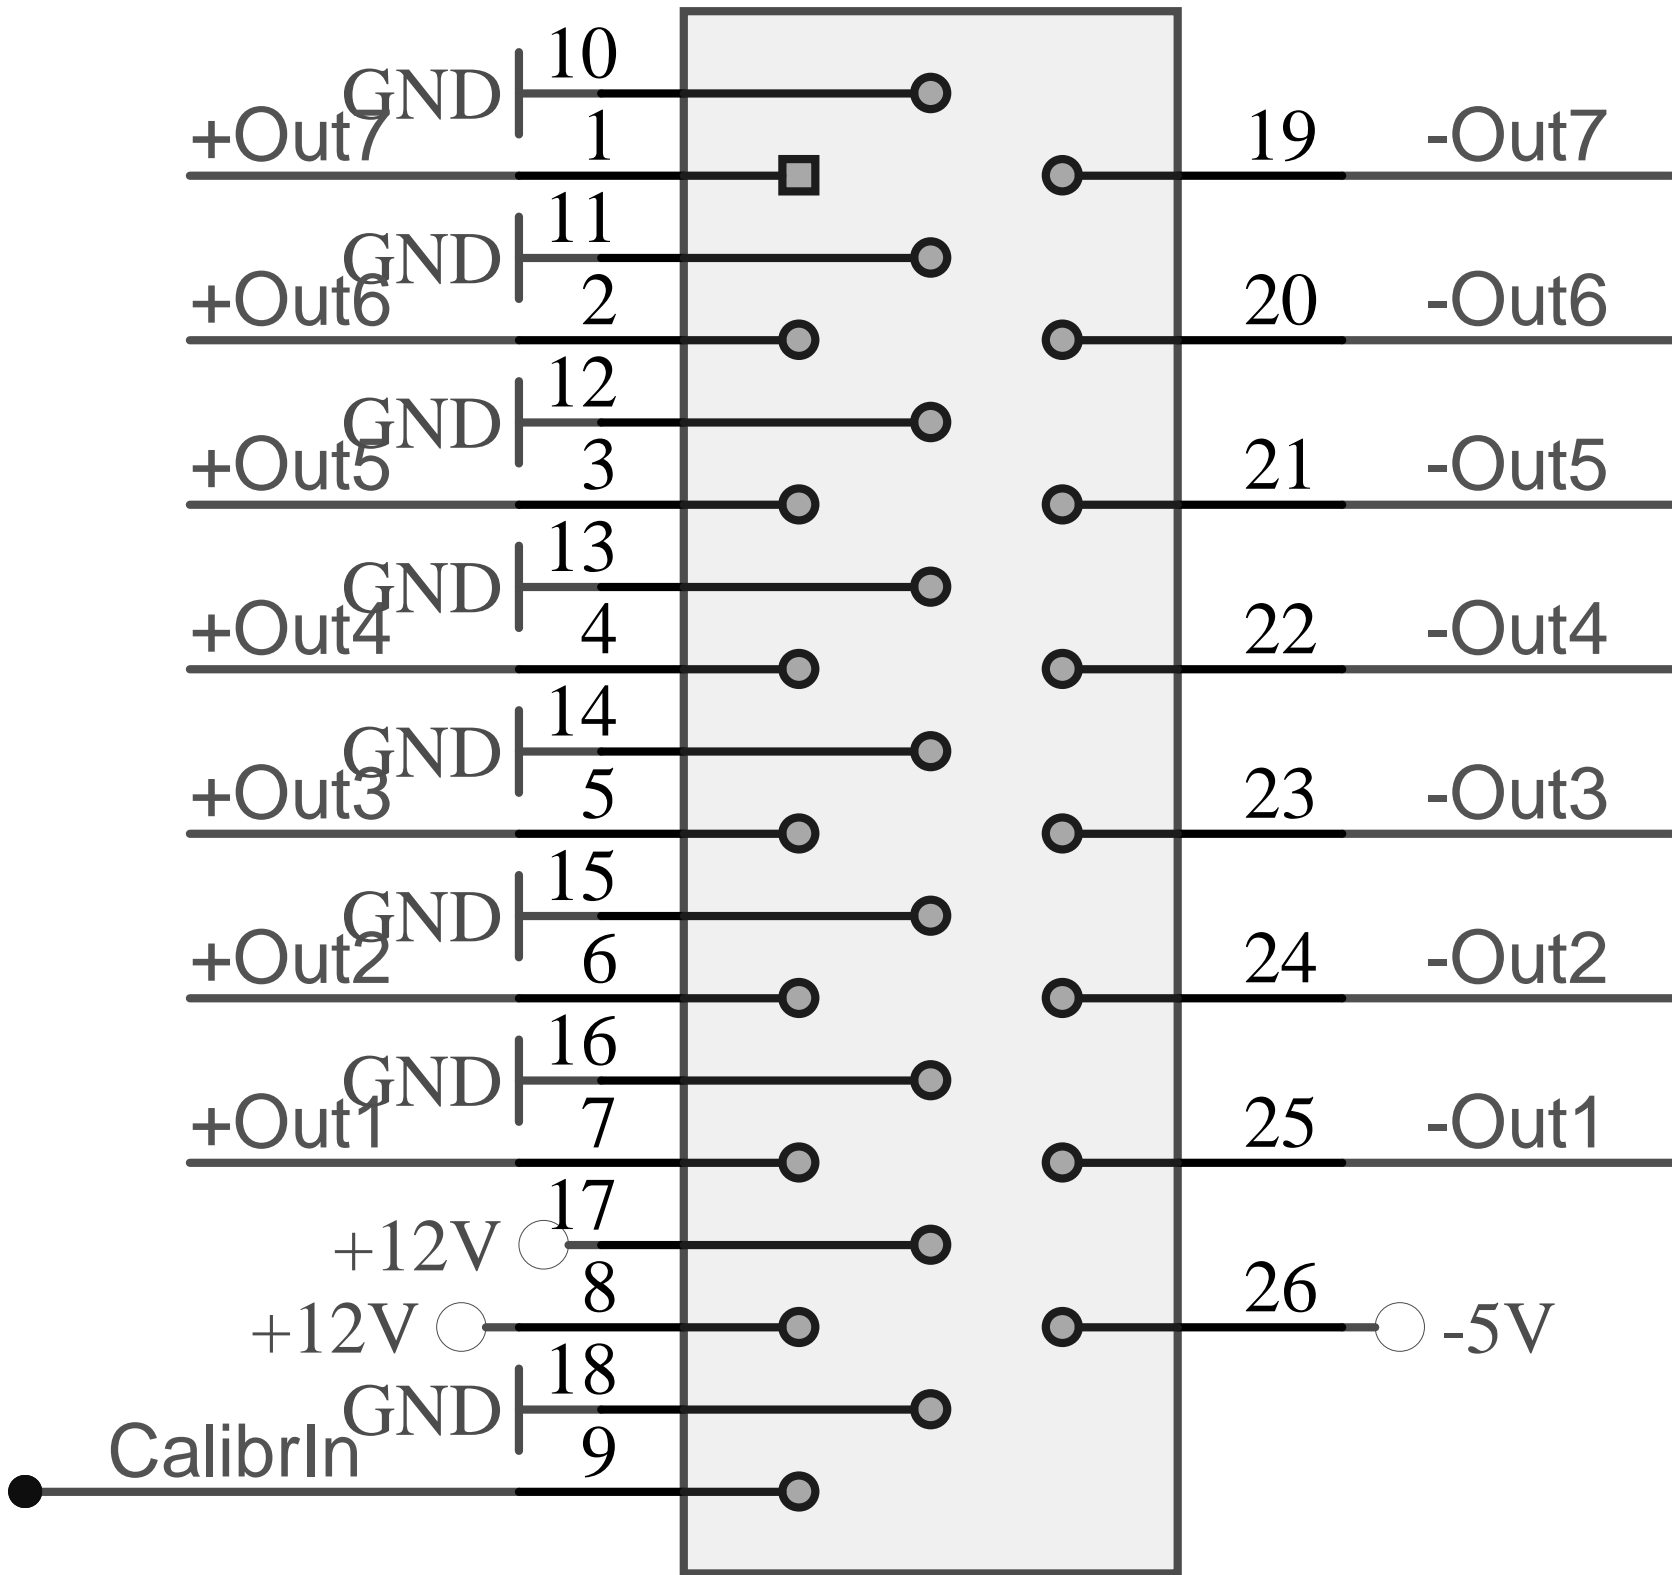 GND 10
+Out7 1 19 -Out7
GND 11
+Out6 2 20 -Out6
GND 12
+Out5 3 21 -Out5
GND 13
+Out4 4 22 -Out4
GND 14
+Out3 5 23 -Out3
GND 15
+Out2 6 24 -Out2
GND 16
+Out1 7 25 -Out1
+12V 17
+12V 8 26 -5V
GND 18
CalibrIn 9